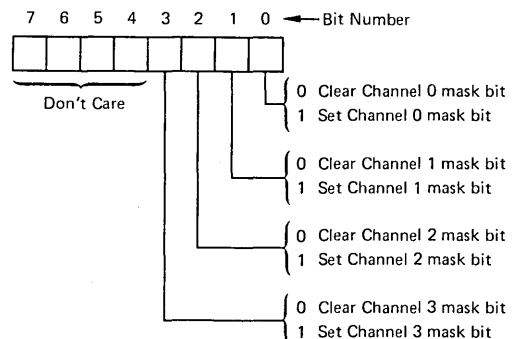 7 6 5 4 3 2 1 0 Bit Number
Don't Care
0 Clear Channel 0 mask bit
1 Set Channel 0 mask bit
0 Clear Channel 1 mask bit
1 Set Channel 1 mask bit
0 Clear Channel 2 mask bit
1 Set Channel 2 mask bit
0 Clear Channel 3 mask bit
1 Set Channel 3 mask bit